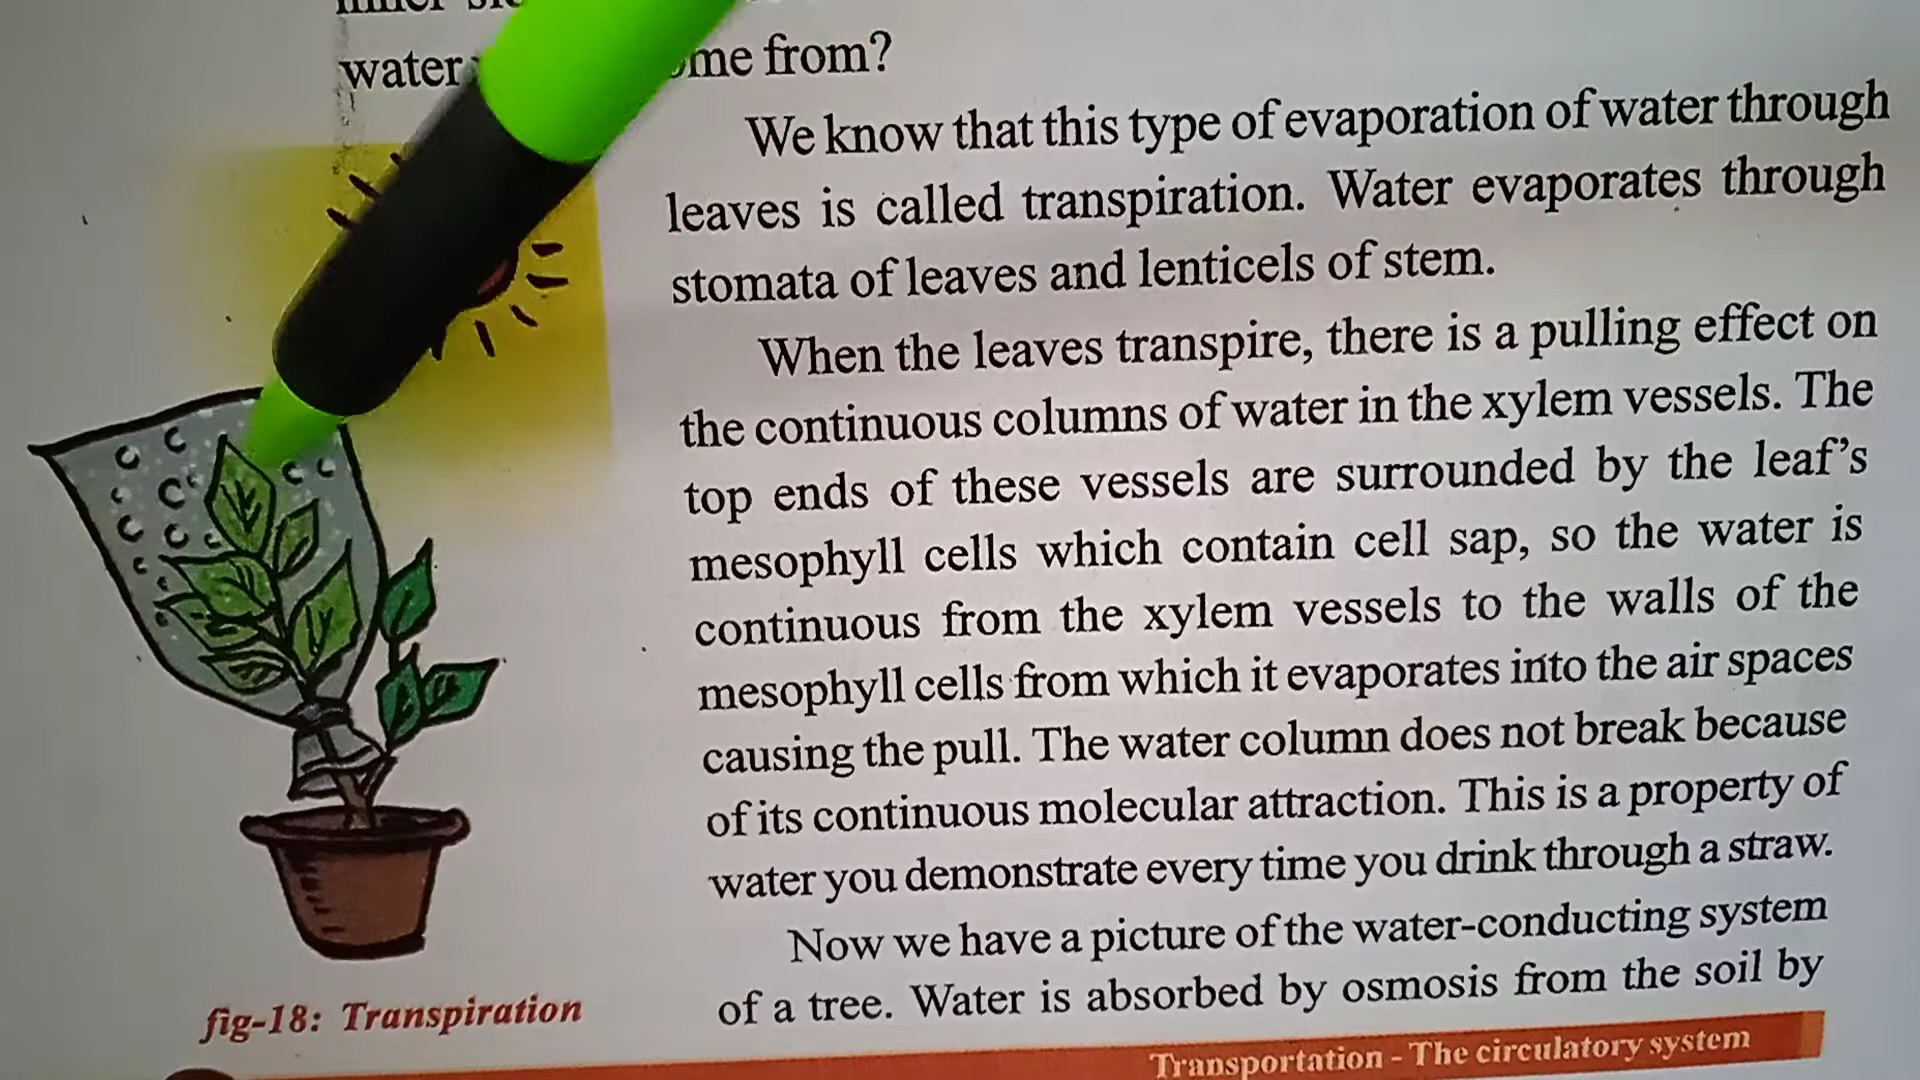 water me from?
We know that this type of evaporation of water through
leaves is called transpiration. Water evaporates through
stomata of leaves and lenticels of stem.
When the leaves transpire, there is a pulling effect on
the continuous columns of water in the xylem vessels. The
top ends of these vessels are surrounded by the leaf's
mesophyll cells which contain cell sap, so the water is
continuous from the xylem vessels to the walls of the
mesophyll cells from which it evaporates into the air spaces
causing the pull. The water column does not break because
of its continuous molecular attraction. This is a property of
water you demonstrate every time you drink through a straw.
Now we have a picture of the water-conducting system
of a tree. Water is absorbed by osmosis from the soil by
fig-18: Transpiration
Transportation - The circulatory system